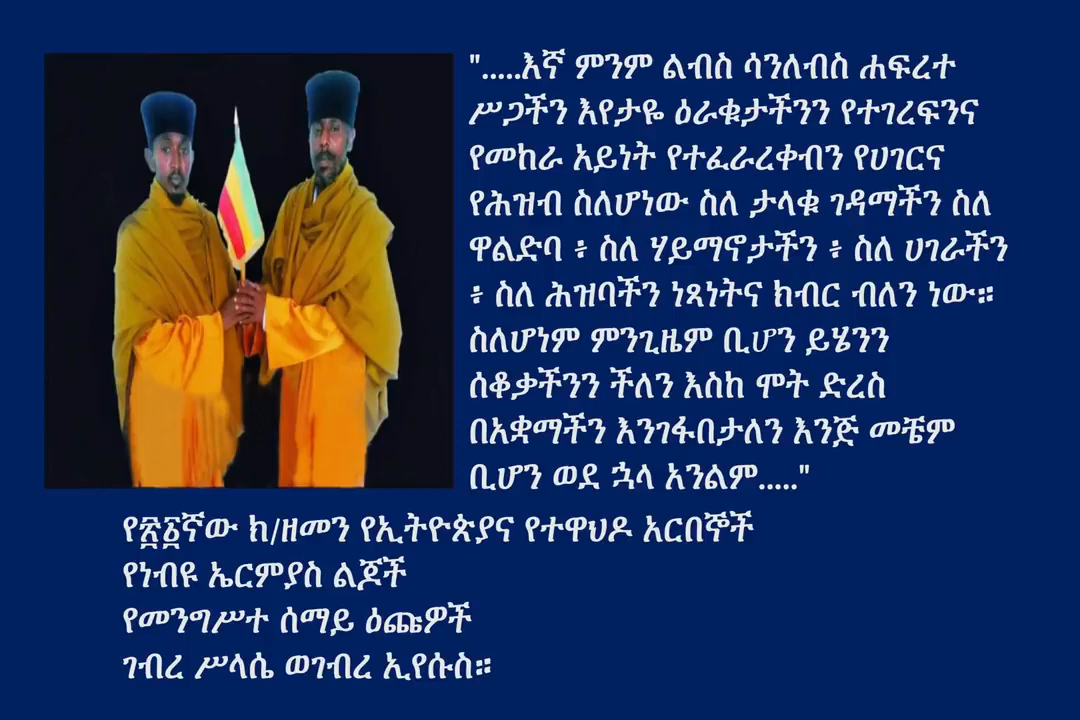 ".....እኛ ምንም ልብስ ሳንለብስ ሐፍረተ
ሥጋችን እየታዬ ዕራቁታችንን የተገረፍንና
የመከራ አይነት የተፈራረቀብን የሀገርና
የሕዝብ ስለሆነው ስለ ታላቁ ገዳማችን ስለ
ዋልድባ ፥ ስለ ሃይማኖታችን ፥ ስለ ሀገራችን
፥ ስለ ሕዝባችን ነጻነትና ክብር ብለን ነው።
ስለሆነም ምንጊዜም ቢሆን ይሄንን
ሰቆቃችንን ችለን እስከ ሞት ድረስ
በአቋማችን እንገፋበታለን እንጅ መቼም
ቢሆን ወደ ኋላ አንልም....."
የ፳፩ኛው ክ/ዘመን የኢትዮጵያና የተዋህዶ አርበኞች
የነብዩ ኤርምያስ ልጆች
የመንግሥተ ሰማይ ዕጩዎች
ገብረ ሥላሴ ወገብረ ኢየሱስ።